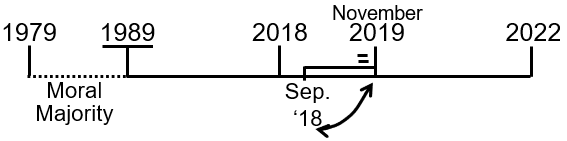 November
1979 1989 2018 2019 2022
Moral
Majority
Sep.
‘18